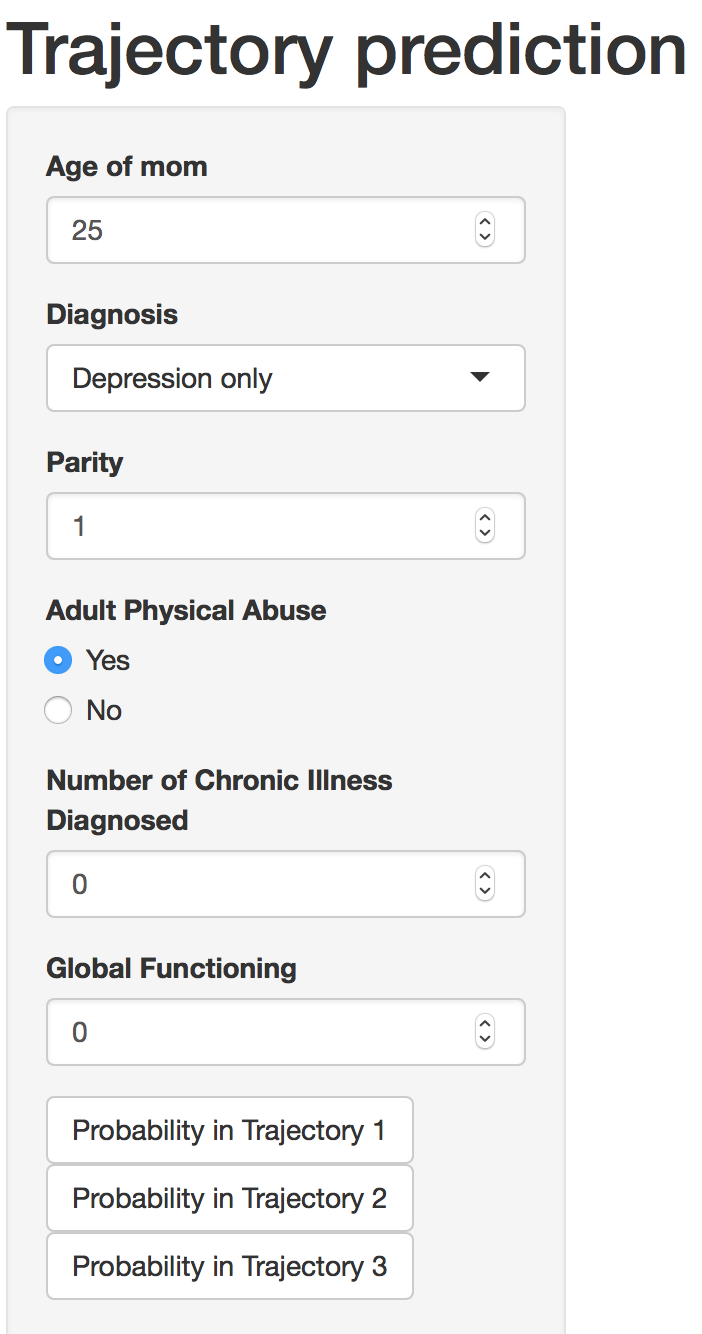 Trajectory prediction
Age of mom
25
Diagnosis
Depression only
Parity
1
Adult Physical Abuse
Yes
No
Number of Chronic Illness
Diagnosed
0
Global Functioning
0
Probability in Trajectory 1
Probability in Trajectory 2
Probability in Trajectory 3